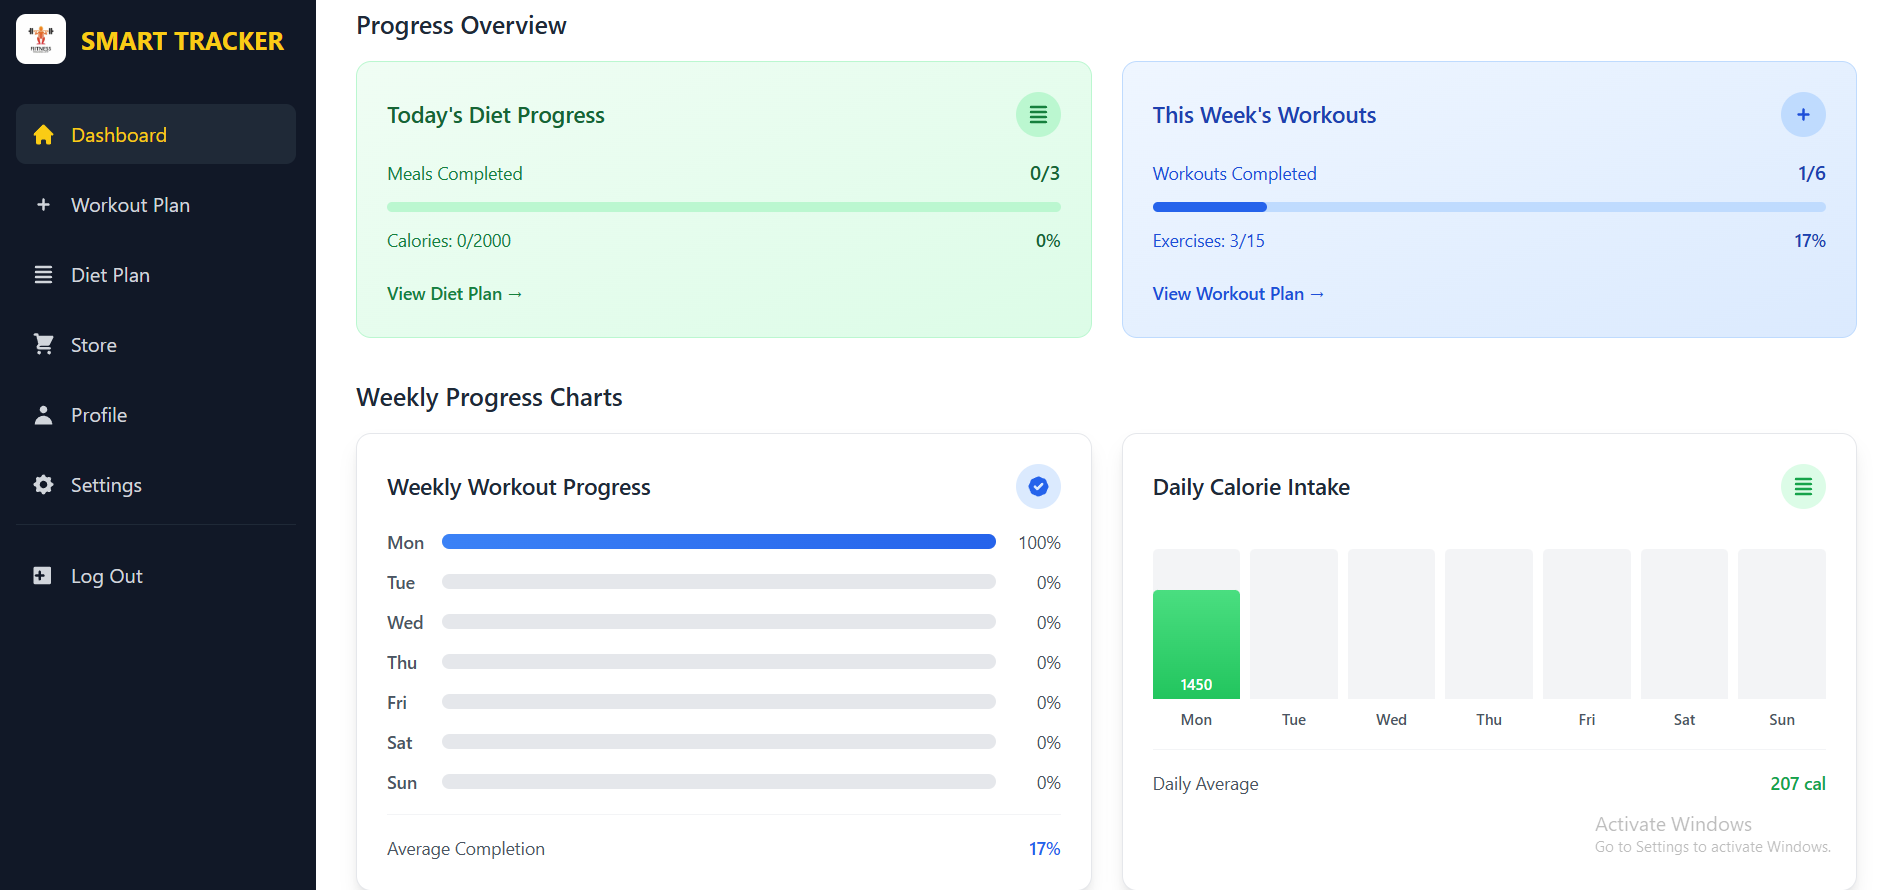 FITNESS
SMART TRACKER
Dashboard
Workout Plan
Diet Plan
Store
Profile
Settings
Log Out
Progress Overview
Today's Diet Progress
Meals Completed 0/3
Calories: 0/2000 0%
View Diet Plan →
This Week's Workouts
Workouts Completed 1/6
Exercises: 3/15 17%
View Workout Plan →
Weekly Progress Charts
Weekly Workout Progress
Mon 100%
Tue 0%
Wed 0%
Thu 0%
Fri 0%
Sat 0%
Sun 0%
Average Completion 17%
Daily Calorie Intake
1450
Mon Tue Wed Thu Fri Sat Sun
Daily Average 207 cal
Activate Windows
Go to Settings to activate Windows.